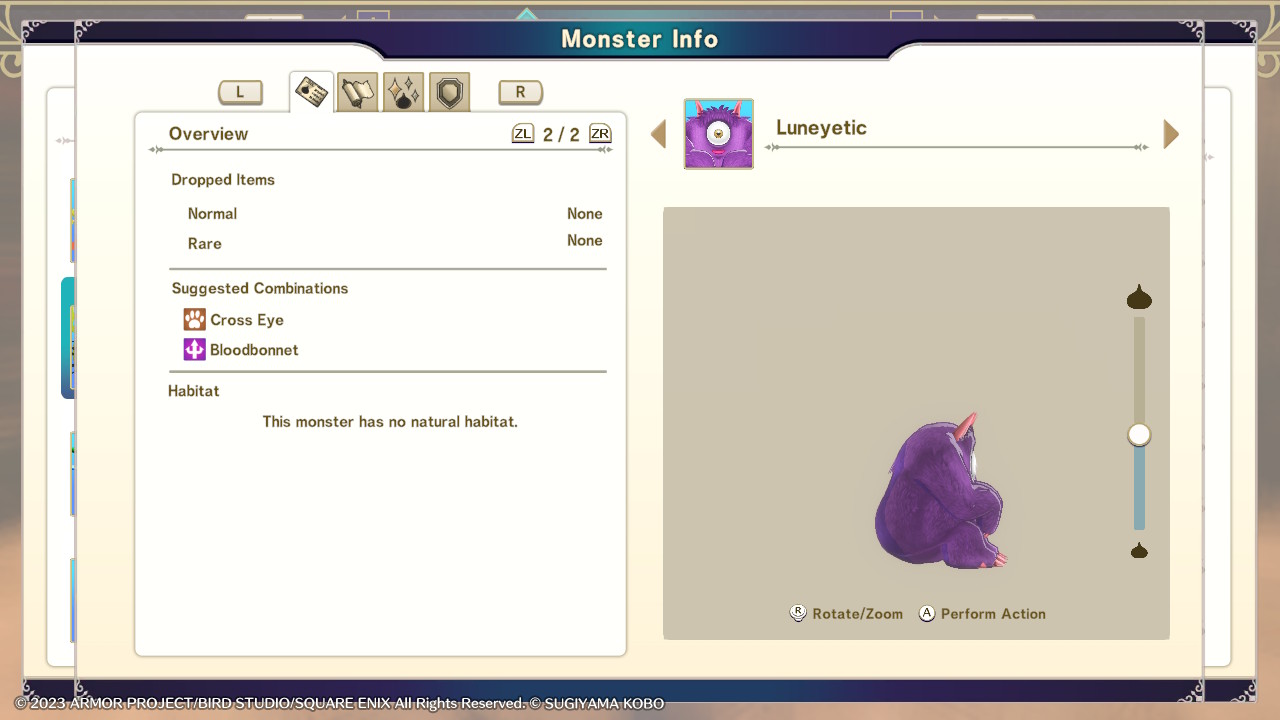 Monster Info
L
R
Overview
ZL 2 / 2 ZR
Dropped Items
Normal None
Rare None
Suggested Combinations
Cross Eye
Bloodbonnet
Habitat
This monster has no natural habitat.
Luneyetic
R Rotate/Zoom A Perform Action
© 2023 ARMOR PROJECT/BIRD STUDIO/SQUARE ENIX All Rights Reserved. © SUGIYAMA KOBO